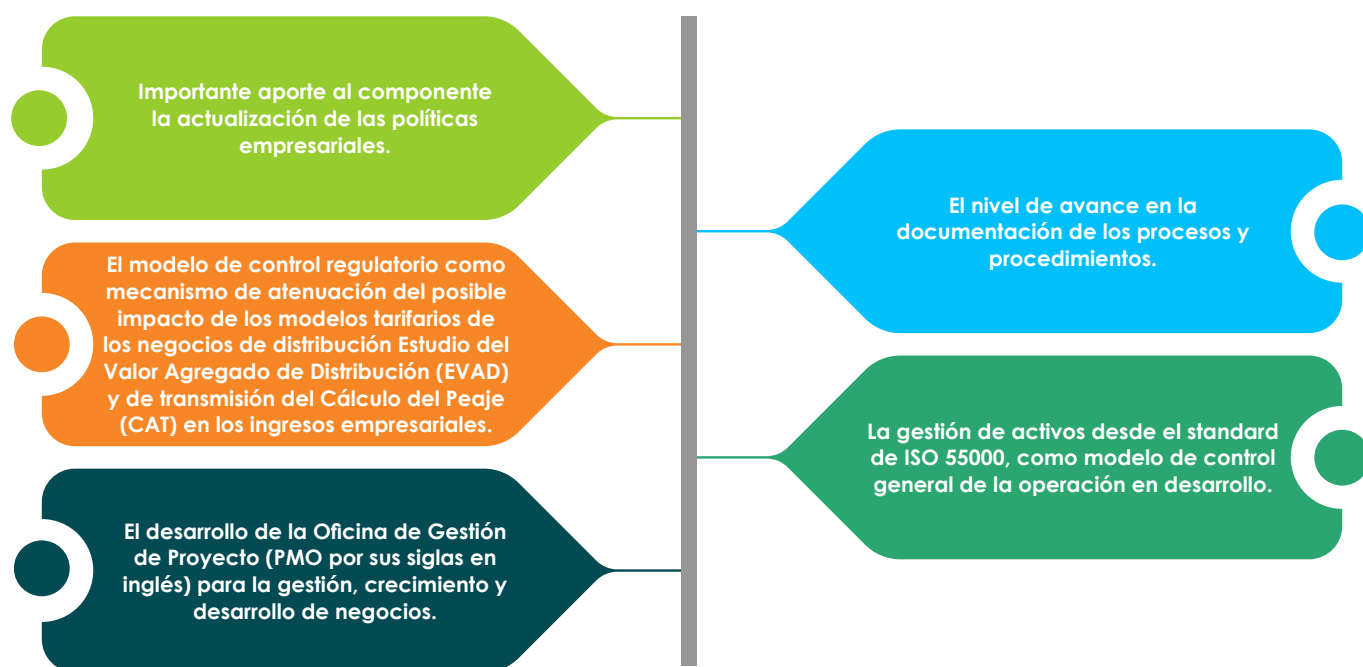 Importante aporte al componente
la actualización de las políticas
empresariales.
El nivel de avance en la
documentación de los procesos y
procedimientos.
El modelo de control regulatorio como
mecanismo de atenuación del posible
impacto de los modelos tarifarios de
los negocios de distribución Estudio del
Valor Agregado de Distribución (EVAD)
y de transmisión del Cálculo del Peaje
(CAT) en los ingresos empresariales.
La gestión de activos desde el standard
de ISO 55000, como modelo de control
general de la operación en desarrollo.
El desarrollo de la Oficina de Gestión
de Proyecto (PMO por sus siglas en
inglés) para la gestión, crecimiento y
desarrollo de negocios.